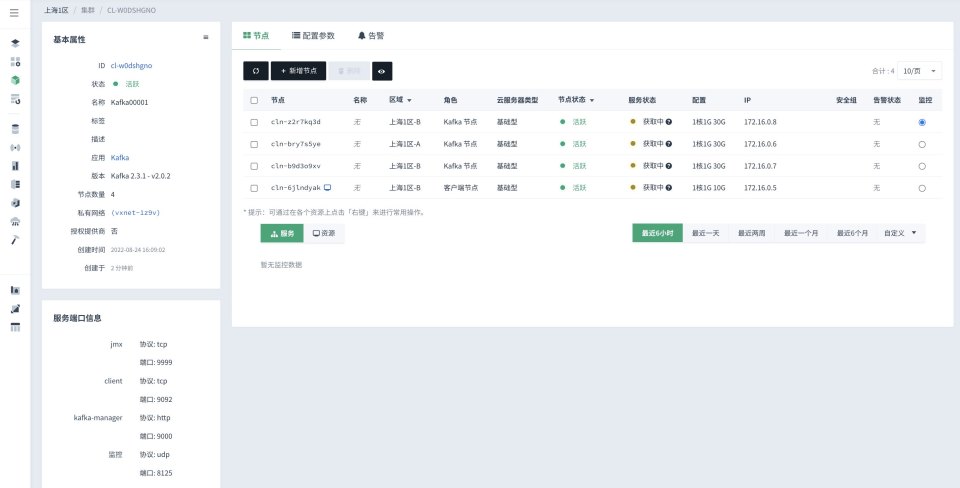 上海1区 / 集群 / CL-W0DSHGNO
基本属性
ID cl-w0dshgno
状态 活跃
名称 Kafka00001
标签
描述
应用 Kafka
版本 Kafka 2.3.1 - v2.0.2
节点数量 4
私有网络 (vxnet-iz9v)
授权提供商 否
创建时间 2022-08-24 16:09:02
创建于 2 分钟前
服务端口信息
jmx 协议: tcp
端口: 9999
client 协议: tcp
端口: 9092
kafka-manager 协议: http
端口: 9000
监控 协议: udp
端口: 8125
节点 配置参数 告警
+ 新增节点 删除
合计 : 4 10/页
节点 名称 区域 角色 云服务器类型 节点状态 服务状态 配置 IP 安全组 告警状态 监控
cln-z2r7kq3d 无 上海1区-B Kafka 节点 基础型 活跃 获取中 1核1G 30G 172.16.0.8 无
cln-bry7s5ye 无 上海1区-A Kafka 节点 基础型 活跃 获取中 1核1G 30G 172.16.0.6 无
cln-b9d3o9xv 无 上海1区-B Kafka 节点 基础型 活跃 获取中 1核1G 30G 172.16.0.7 无
cln-6jlndyak 无 上海1区-B 客户端节点 基础型 活跃 获取中 1核1G 10G 172.16.0.5 无
* 提示：可通过在各个资源上点击「右键」来进行常用操作。
服务 资源
最近6小时 最近一天 最近两周 最近一个月 最近6个月 自定义
暂无监控数据